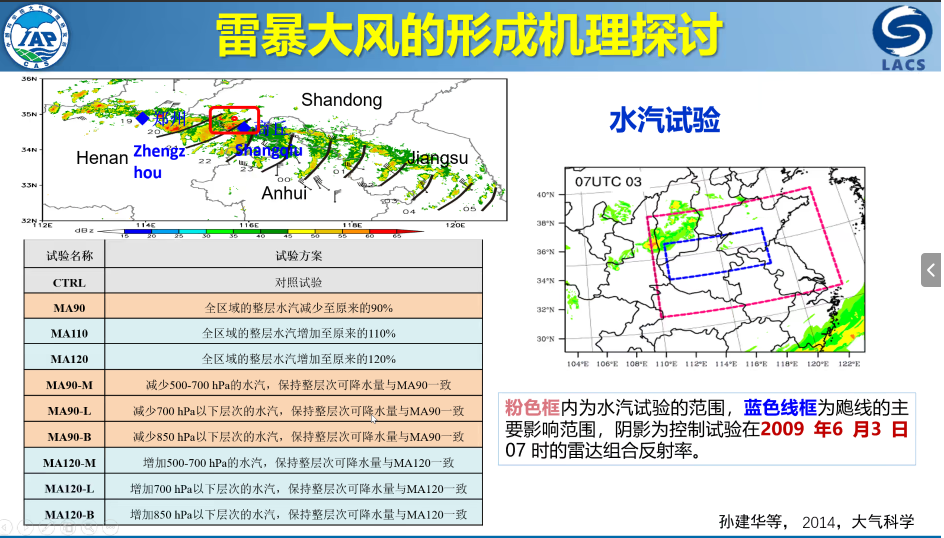 雷暴大风的形成机理探讨
IAP
CAS
LACS
36N
35N
34N
33N
32N
112E
114E
116E
118E
120E
Shandong
郑州
商丘
19
20
22
23
00
01
02
03
04
05
Henan
Zhengz
hou
Shangqiu
Jiangsu
Anhui
dBz
15 20 25 30 35 40 45 50 55 60 65
试验名称 试验方案
CTRL 对照试验
MA90 全区域的整层水汽减少至原来的90%
MA110 全区域的整层水汽增加至原来的110%
MA120 全区域的整层水汽增加至原来的120%
MA90-M 减少500-700 hPa的水汽，保持整层次可降水量与MA90一致
MA90-L 减少700 hPa以下层次的水汽，保持整层次可降水量与MA90一致
MA90-B 减少850 hPa以下层次的水汽，保持整层次可降水量与MA90一致
MA120-M 增加500-700 hPa的水汽，保持整层次可降水量与MA120一致
MA120-L 增加700 hPa以下层次的水汽，保持整层次可降水量与MA120一致
MA120-B 增加850 hPa以下层次的水汽，保持整层次可降水量与MA120一致
水汽试验
07UTC 03
40°N
38°N
36°N
34°N
32°N
30°N
104°E 106°E 108°E 110°E 112°E 114°E 116°E 118°E 120°E 122°E
粉色框内为水汽试验的范围，蓝色线框为飑线的主
要影响范围，阴影为控制试验在2009 年6 月3 日
07 时的雷达组合反射率。
孙建华等， 2014，大气科学